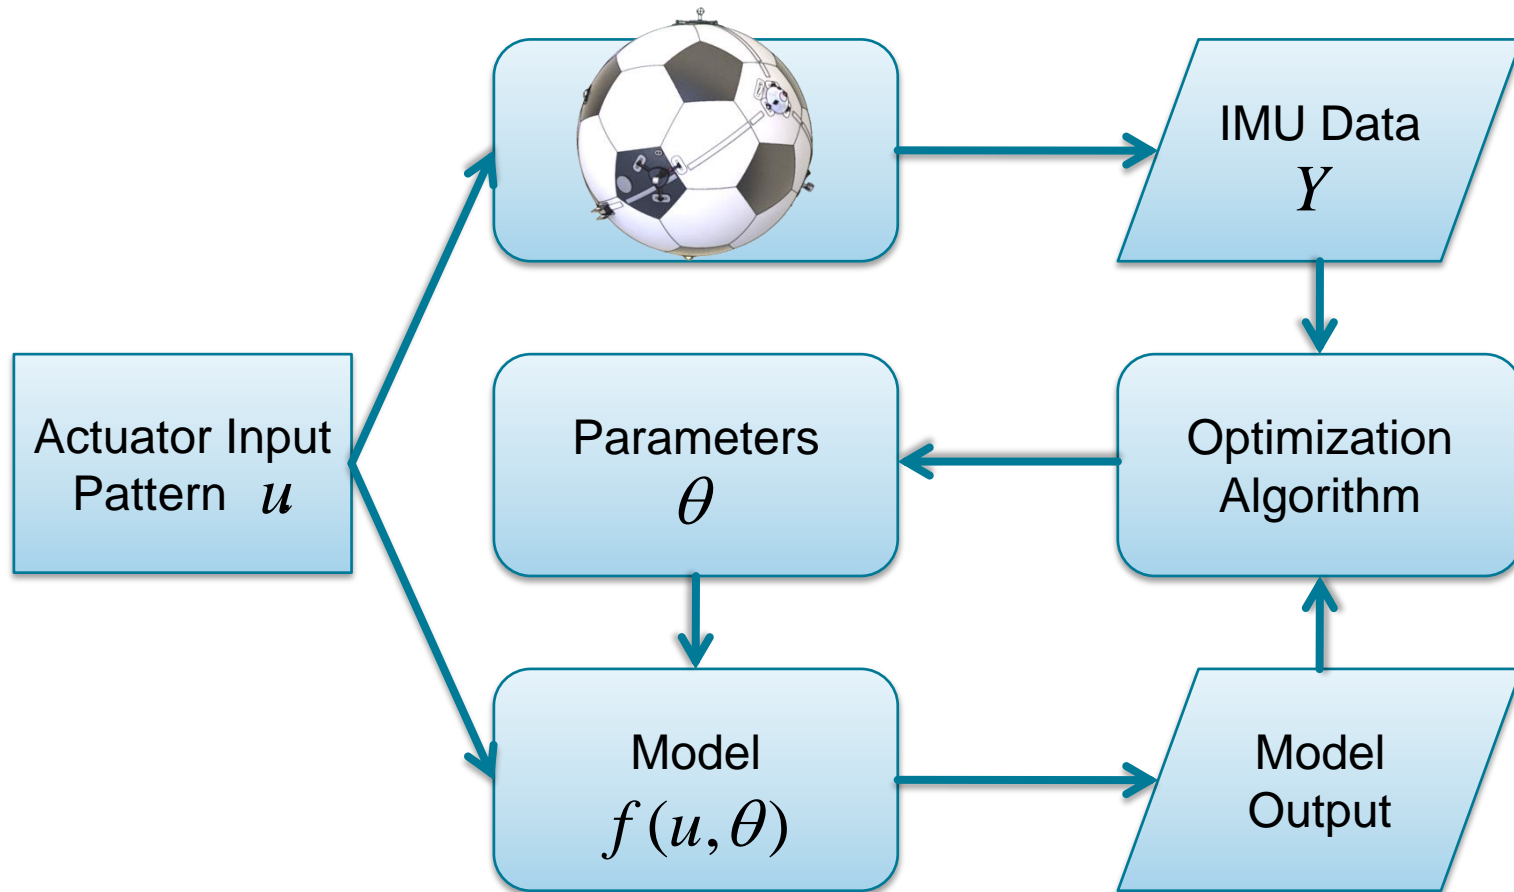 IMU Data
Y
Actuator Input
Pattern u
Parameters
θ
Optimization
Algorithm
Model
f(u,θ)
Model
Output